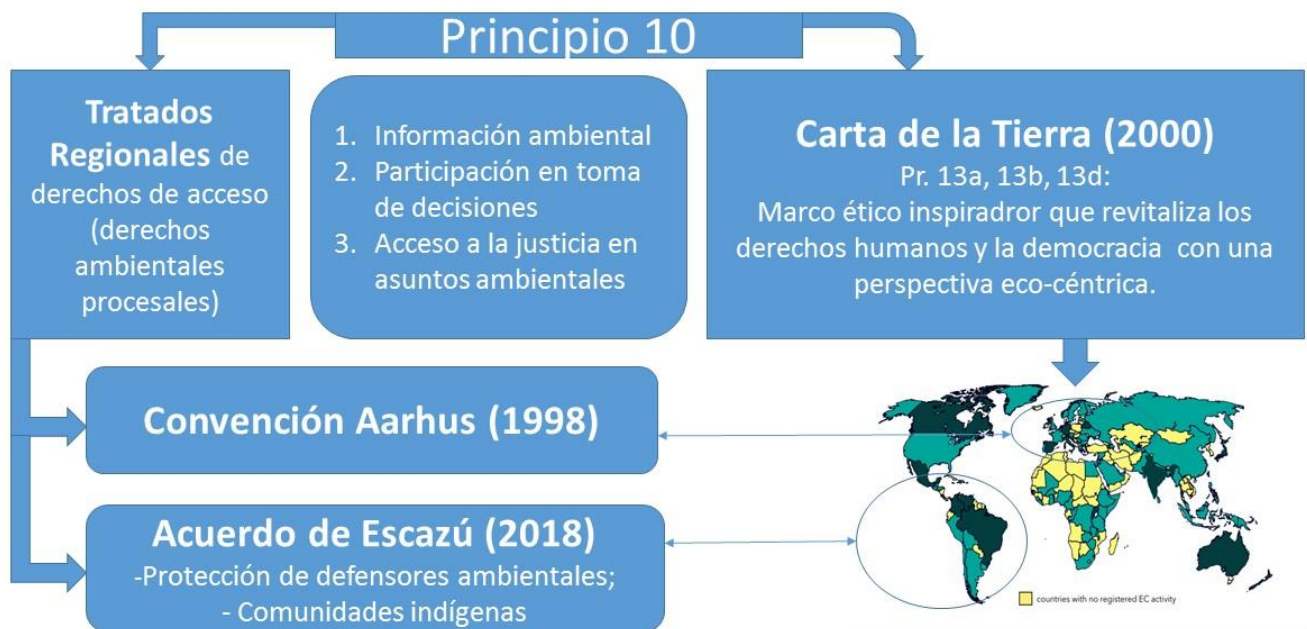 Principio 10
Tratados
Regionales de
derechos de acceso
(derechos
ambientales
procesales)
1. Información ambiental
2. Participación en toma
de decisiones
3. Acceso a la justicia en
asuntos ambientales
Carta de la Tierra (2000)
Pr. 13a, 13b, 13d:
Marco ético inspiradror que revitaliza los
derechos humanos y la democracia con una
perspectiva eco-céntrica.
Convención Aarhus (1998)
Acuerdo de Escazú (2018)
-Protección de defensores ambientales;
- Comunidades indígenas
countries with no registered EC activity